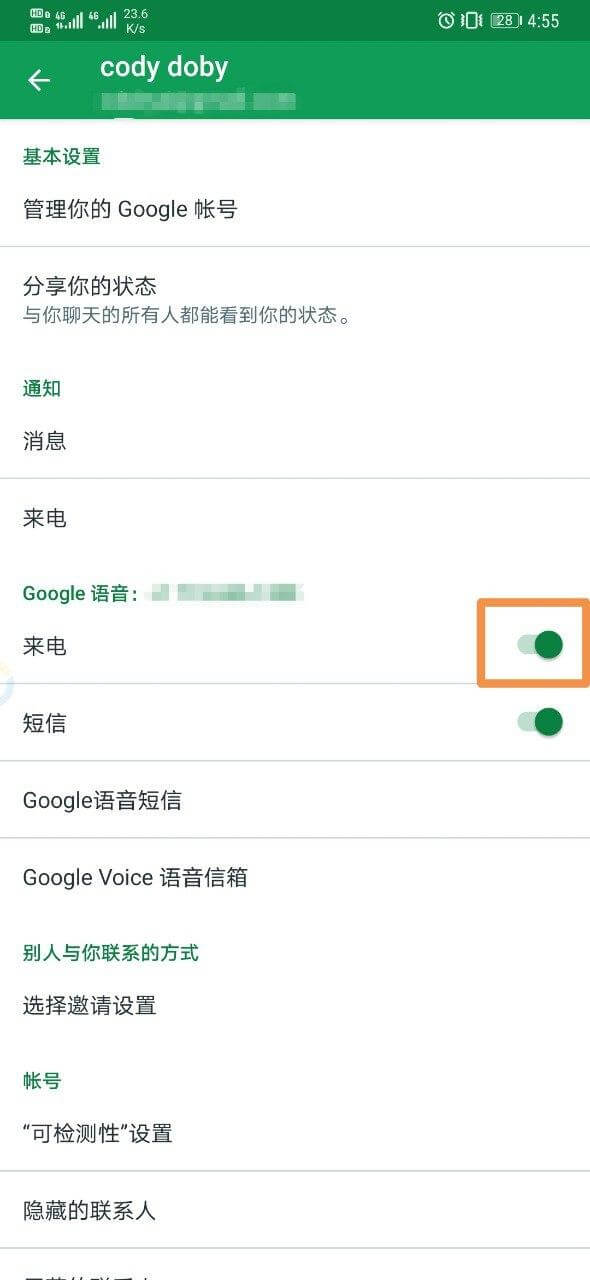 HD 1 4G 4G 23.6
HD 2 K/s
28 4:55
cody doby
基本设置
管理你的 Google 帐号
分享你的状态
与你聊天的所有人都能看到你的状态。
通知
消息
来电
Google 语音：
来电
短信
Google语音短信
Google Voice 语音信箱
别人与你联系的方式
选择邀请设置
帐号
“可检测性”设置
隐藏的联系人